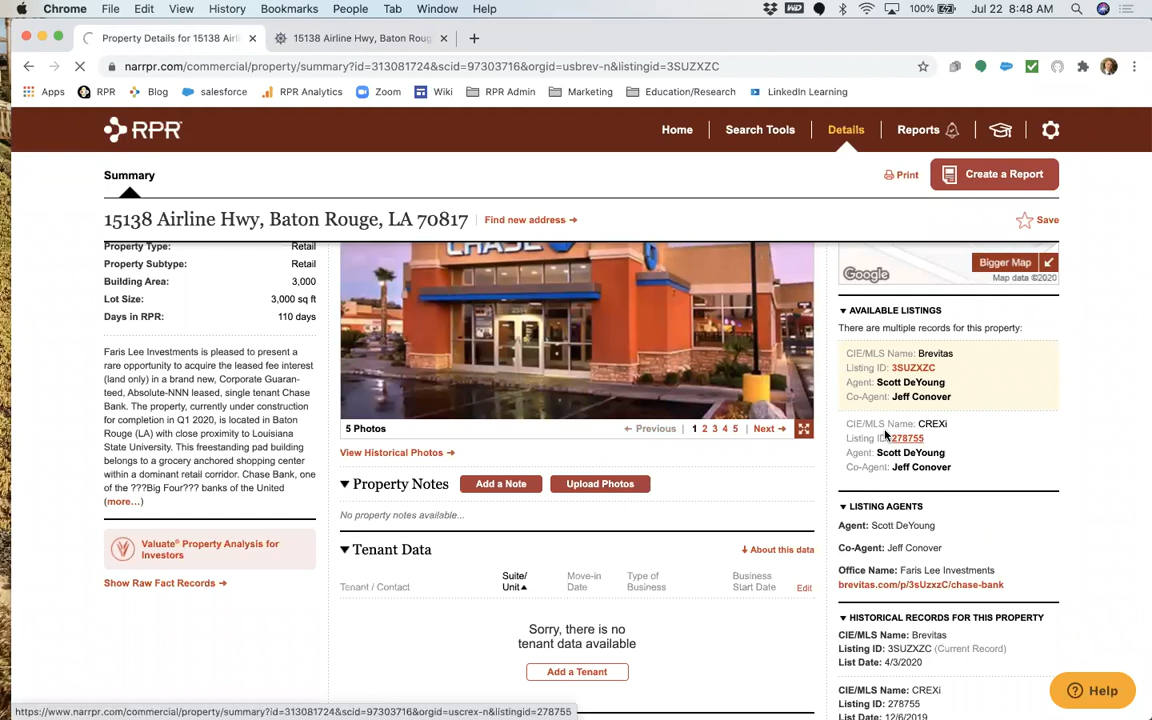 Chrome File Edit View History Bookmarks People Tab Window Help 100% Jul 22 8:48 AM
Property Details for 15138 Airli
15138 Airline Hwy, Baton Roug
narrpr.com/commercial/property/summary?id=313081724&scid=97303716&orgid=usbrev-n&listingid=3SUZXZC
Apps RPR Blog salesforce RPR Analytics Zoom Wiki RPR Admin Marketing Education/Research LinkedIn Learning
RPR Home Search Tools Details Reports
Summary Print Create a Report
15138 Airline Hwy, Baton Rouge, LA 70817 Find new address Save
Property Type: Retail
Property Subtype: Retail
Building Area: 3,000
Lot Size: 3,000 sq ft
Days in RPR: 110 days
Faris Lee Investments is pleased to present a
rare opportunity to acquire the leased fee interest
(land only) in a brand new, Corporate Guaran-
teed, Absolute-NNN leased, single tenant Chase
Bank. The property, currently under construction
for completion in Q1 2020, is located in Baton
Rouge (LA) with close proximity to Louisiana
State University. This freestanding pad building
belongs to a grocery anchored shopping center
within a dominant retail corridor. Chase Bank, one
of the ???Big Four??? banks of the United
(more...)
Valuate® Property Analysis for
Investors
Show Raw Fact Records
CHASE
5 Photos Previous 1 2 3 4 5 Next
View Historical Photos
Property Notes Add a Note Upload Photos
No property notes available...
Tenant Data About this data
Tenant / Contact
Suite/
Unit
Move-in
Date
Type of
Business
Business
Start Date
Edit
Sorry, there is no
tenant data available
Add a Tenant
Google Bigger Map
Map data ©2020
AVAILABLE LISTINGS
There are multiple records for this property:
CIE/MLS Name: Brevitas
Listing ID: 3SUZXZC
Agent: Scott DeYoung
Co-Agent: Jeff Conover
CIE/MLS Name: CREXi
Listing ID: 278755
Agent: Scott DeYoung
Co-Agent: Jeff Conover
LISTING AGENTS
Agent: Scott DeYoung
Co-Agent: Jeff Conover
Office Name: Faris Lee Investments
brevitas.com/p/3sUzxzC/chase-bank
HISTORICAL RECORDS FOR THIS PROPERTY
CIE/MLS Name: Brevitas
Listing ID: 3SUZXZC (Current Record)
List Date: 4/3/2020
CIE/MLS Name: CREXi
Listing ID: 278755
List Date: 12/6/2019
Help
https://www.narrpr.com/commercial/property/summary?id=313081724&scid=97303716&orgid=uscrex-n&listingid=278755